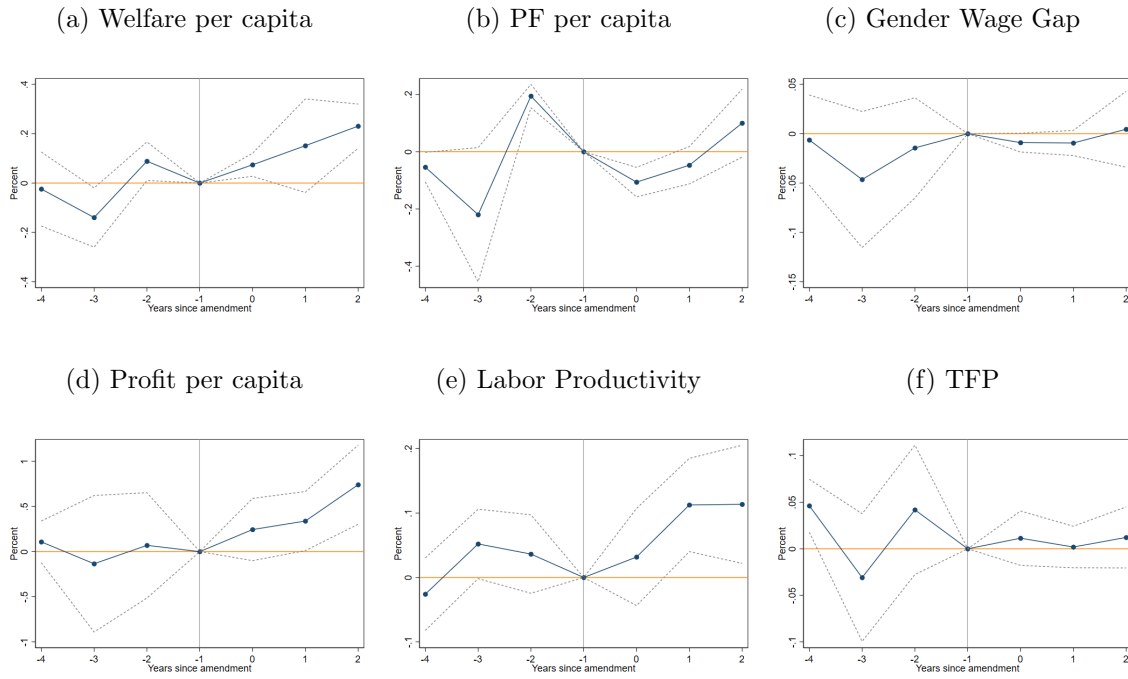 (a) Welfare per capita
(b) PF per capita
(c) Gender Wage Gap
Percent
.4
.2
0
-.2
-.4
-4 -3 -2 -1 0 1 2
Years since amendment
Percent
.2
0
-.2
-.4
-4 -3 -2 -1 0 1 2
Years since amendment
Percent
.05
0
-.05
-.1
-.15
-4 -3 -2 -1 0 1 2
Years since amendment
(d) Profit per capita
(e) Labor Productivity
(f) TFP
Percent
1
.5
0
-.5
-1
-4 -3 -2 -1 0 1 2
Years since amendment
Percent
.2
.1
0
-.1
-4 -3 -2 -1 0 1 2
Years since amendment
Percent
.1
.05
0
-.05
-.1
-4 -3 -2 -1 0 1 2
Years since amendment